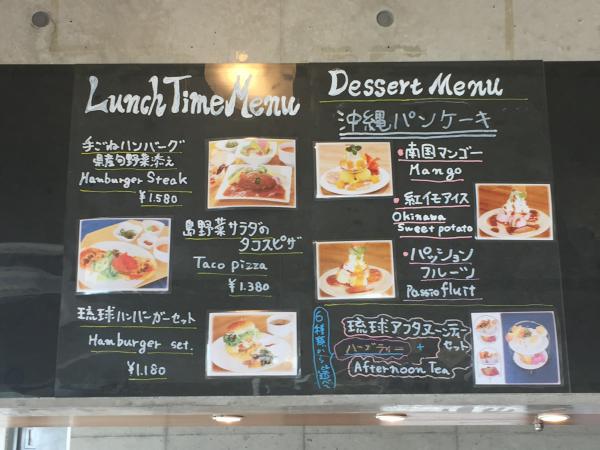 Lunch Time Menu
手ごねハンバーグ
県産旬野菜添え
Hamburger Steak
¥1.580
島野菜サラダの
タコスピザ
Taco pizza
¥1.380
琉球ハンバーガーセット
Hamburger set.
¥1.180
Dessert Menu
沖縄パンケーキ
・南国マンゴー
Mango
・紅イモアイス
Okinawa
Sweet potato
・パッション
フルーツ
Passio fluit
6種類から選べる
琉球アフタヌーンティー
セット
ハーブティー +
Afternoon Tea